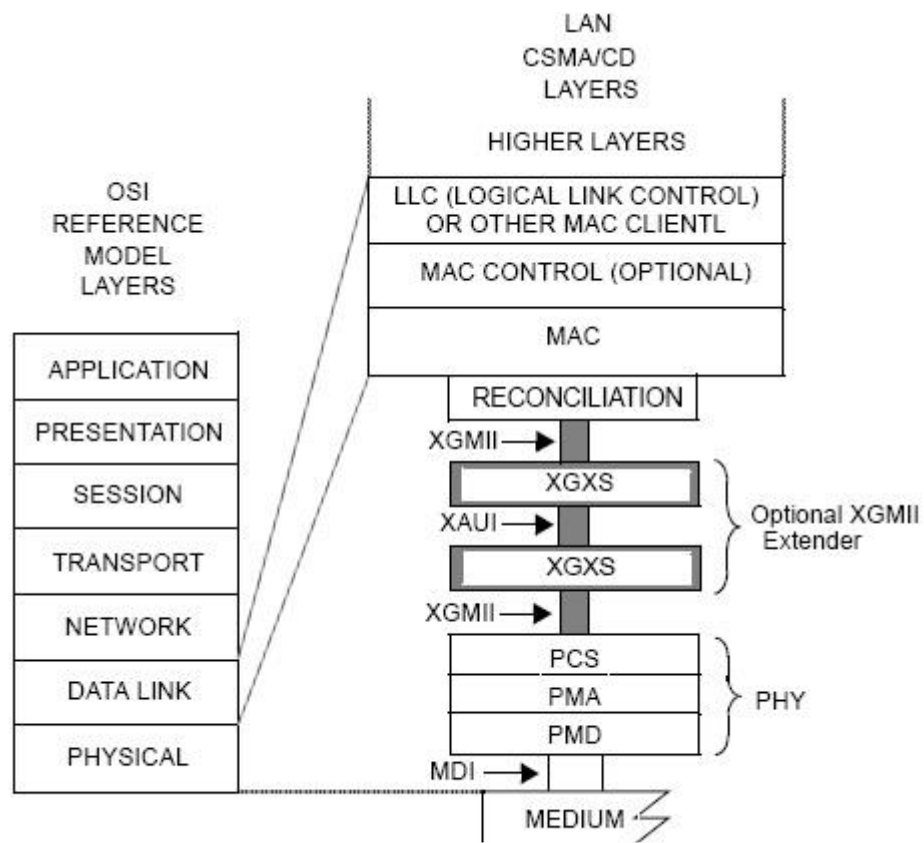 LAN
CSMA/CD
LAYERS
HIGHER LAYERS
OSI
REFERENCE
MODEL
LAYERS
LLC (LOGICAL LINK CONTROL)
OR OTHER MAC CLIENTL
MAC CONTROL (OPTIONAL)
MAC
RECONCILIATION
XGMII
XGXS
XAUI
XGXS
XGMII
Optional XGMII
Extender
PCS
PMA
PMD
PHY
MDI
MEDIUM
APPLICATION
PRESENTATION
SESSION
TRANSPORT
NETWORK
DATA LINK
PHYSICAL